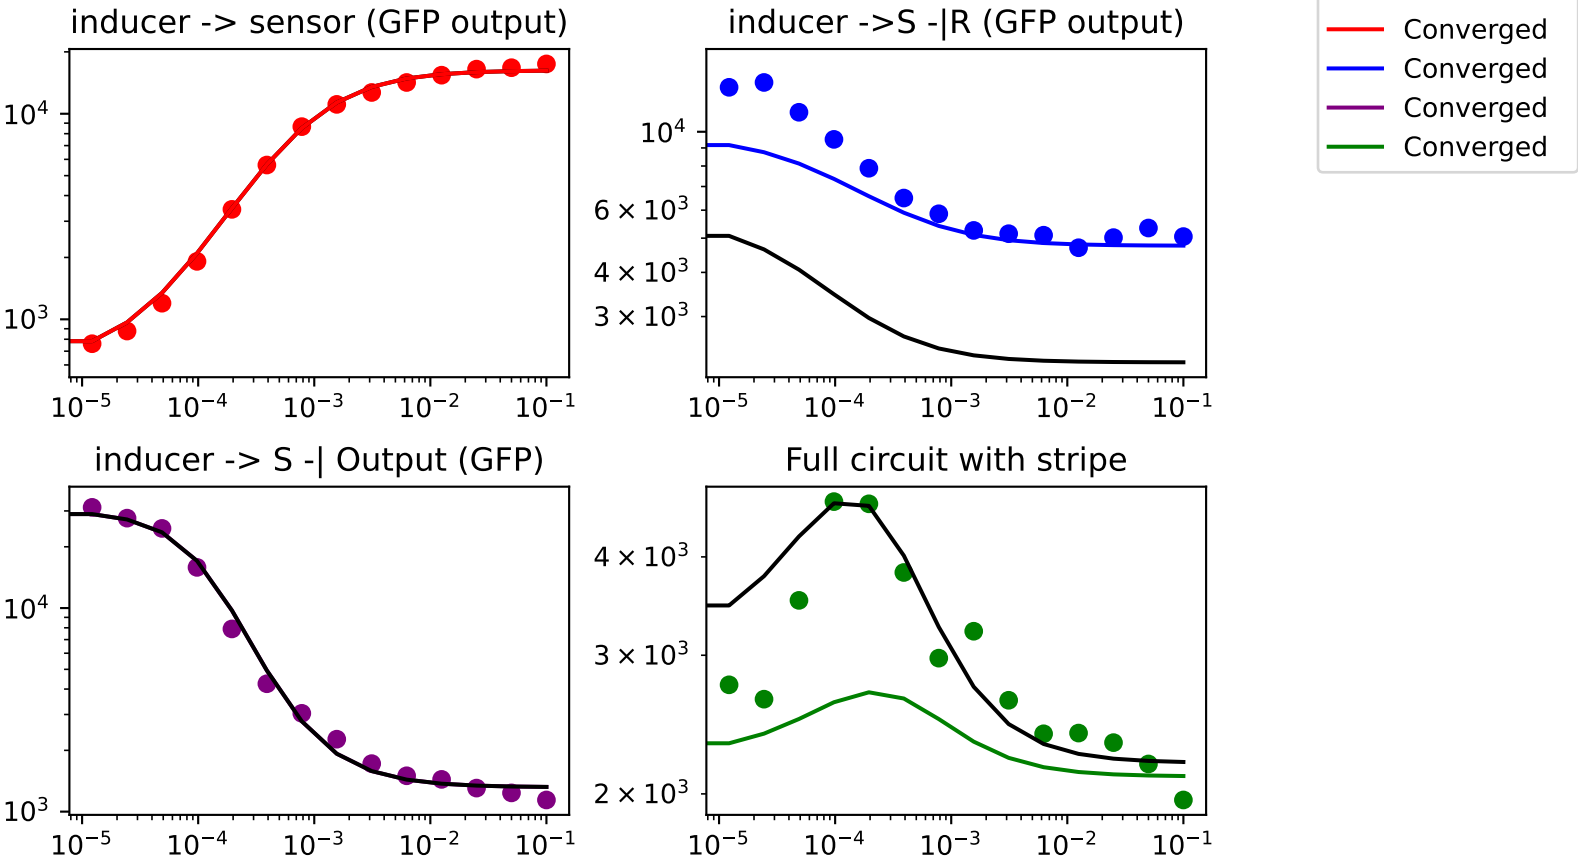 inducer -> sensor (GFP output)
10⁴
10³
10⁻⁵ 10⁻⁴ 10⁻³ 10⁻² 10⁻¹
inducer ->S -|R (GFP output)
10⁴
6 × 10³
4 × 10³
3 × 10³
10⁻⁵ 10⁻⁴ 10⁻³ 10⁻² 10⁻¹
Converged
Converged
Converged
Converged
inducer -> S -| Output (GFP)
10⁴
10³
10⁻⁵ 10⁻⁴ 10⁻³ 10⁻² 10⁻¹
Full circuit with stripe
4 × 10³
3 × 10³
2 × 10³
10⁻⁵ 10⁻⁴ 10⁻³ 10⁻² 10⁻¹